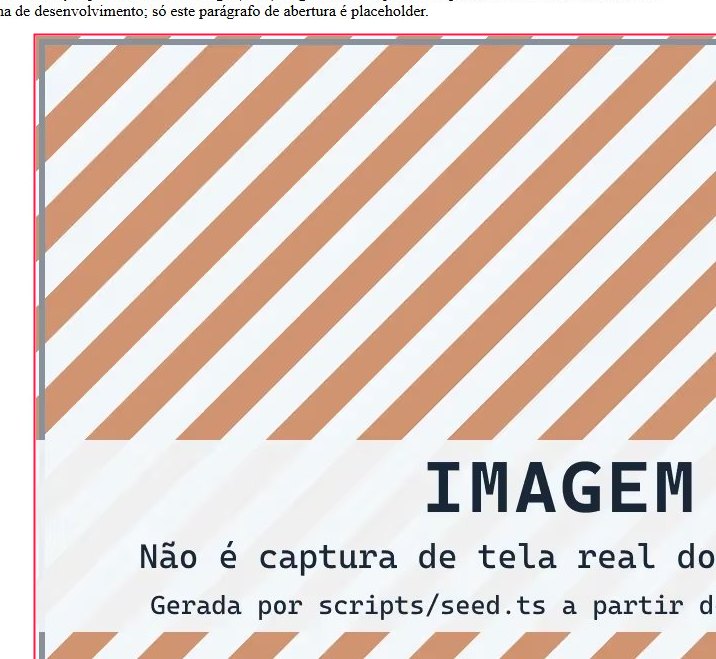 na de desenvolvimento; só este parágrafo de abertura é placeholder.
IMAGEM
Não é captura de tela real do
Gerada por scripts/seed.ts a partir d